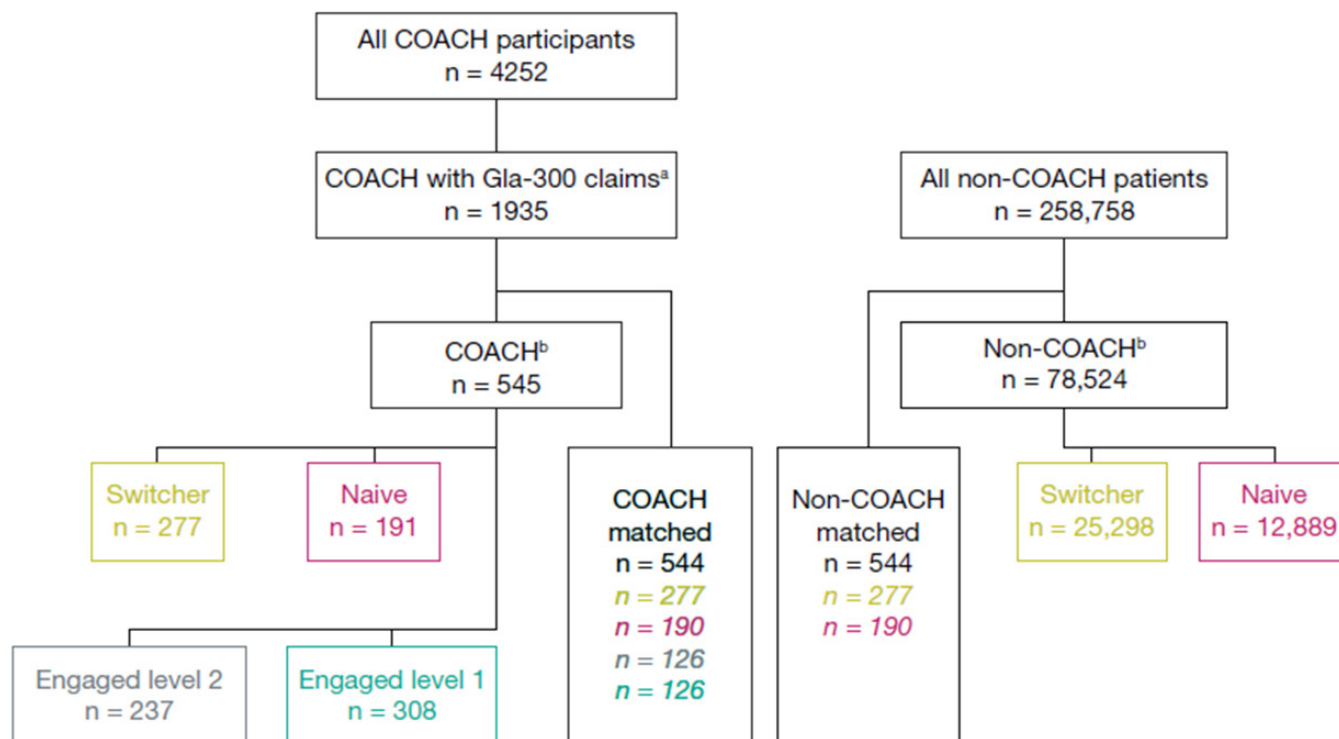 All COACH participants
n = 4252
COACH with Gla-300 claimsᵃ
n = 1935
All non-COACH patients
n = 258,758
COACHᵇ
n = 545
Non-COACHᵇ
n = 78,524
Switcher
n = 277
Naive
n = 191
COACH
matched
n = 544
n = 277
n = 190
n = 126
n = 126
Non-COACH
matched
n = 544
n = 277
n = 190
Switcher
n = 25,298
Naive
n = 12,889
Engaged level 2
n = 237
Engaged level 1
n = 308